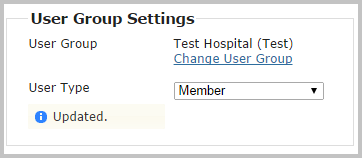 User Group Settings
User Group Test Hospital (Test)
Change User Group
User Type Member
Updated.